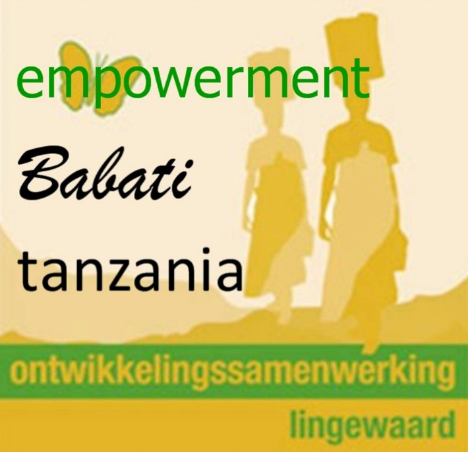 empowerment
Babati
tanzania
ontwikkelingssamenwerking
lingewaard